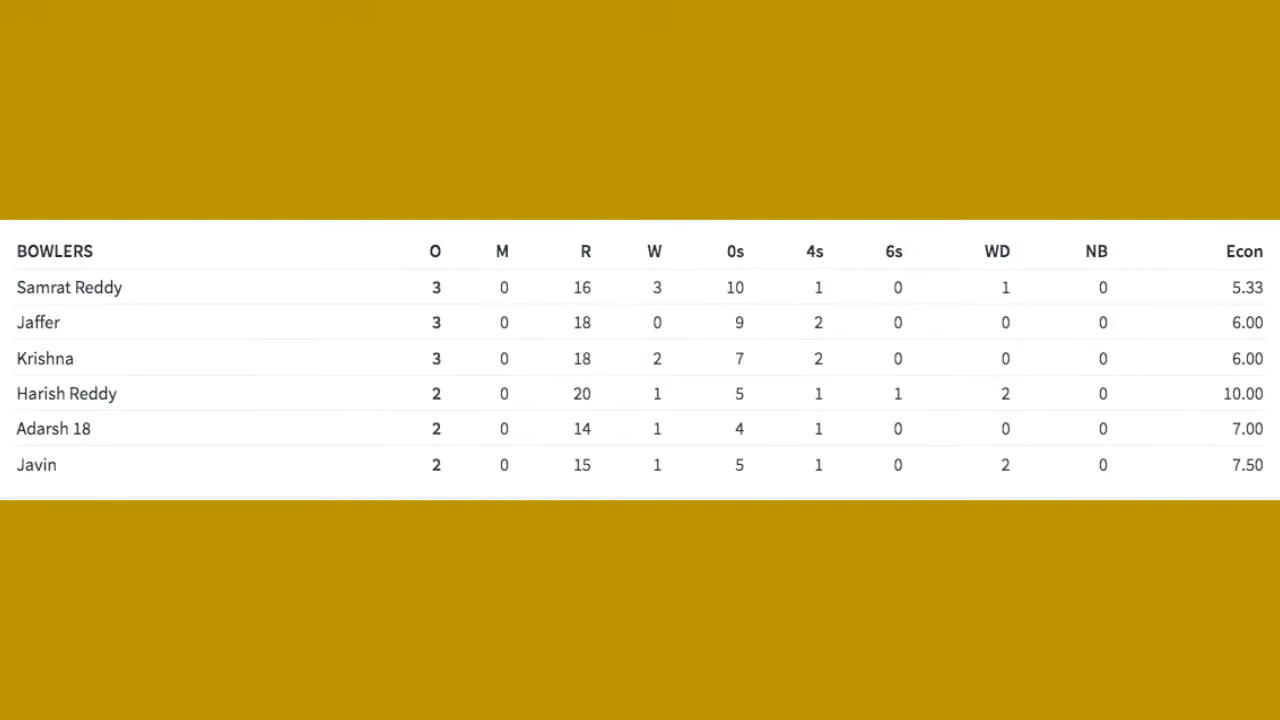 BOWLERS O M R W 0s 4s 6s WD NB Econ
Samrat Reddy 3 0 16 3 10 1 0 1 0 5.33
Jaffer 3 0 18 0 9 2 0 0 0 6.00
Krishna 3 0 18 2 7 2 0 0 0 6.00
Harish Reddy 2 0 20 1 5 1 1 2 0 10.00
Adarsh 18 2 0 14 1 4 1 0 0 0 7.00
Javin 2 0 15 1 5 1 0 2 0 7.50